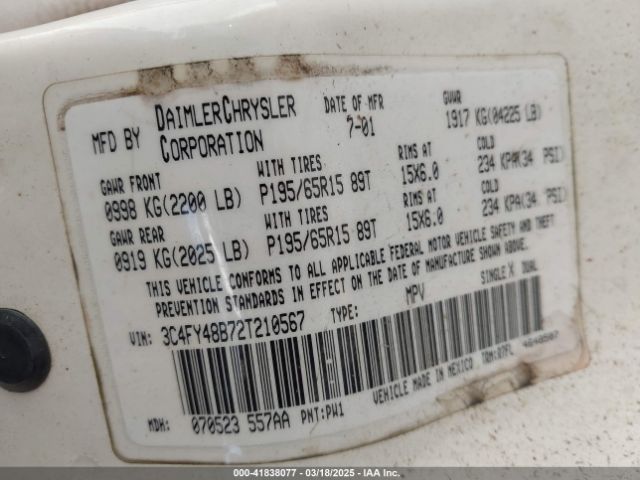 MFD BY DAIMLERCHRYSLER CORPORATION
DATE OF MFR 7-01
GVWR 1917 KG(04225 LB)
GAWR FRONT WITH TIRES RIMS AT COLD
0998 KG(2200 LB) P195/65R15 89T 15X6.0 234 KPA(34 PSI)
GAWR REAR WITH TIRES RIMS AT COLD
0919 KG(2025 LB) P195/65R15 89T 15X6.0 234 KPA(34 PSI)
THIS VEHICLE CONFORMS TO ALL APPLICABLE FEDERAL MOTOR VEHICLE SAFETY AND THEFT
PREVENTION STANDARDS IN EFFECT ON THE DATE OF MANUFACTURE SHOWN ABOVE.
VIN: 3C4FY48B72T210567 TYPE: MPV SINGLE X DUAL
MDH: 070523 557AA PNT:PW1 VEHICLE MADE IN MEXICO TRM:D7FL 4648507
©2025 - 41838077 - 03/18/2025 - IAA Inc.